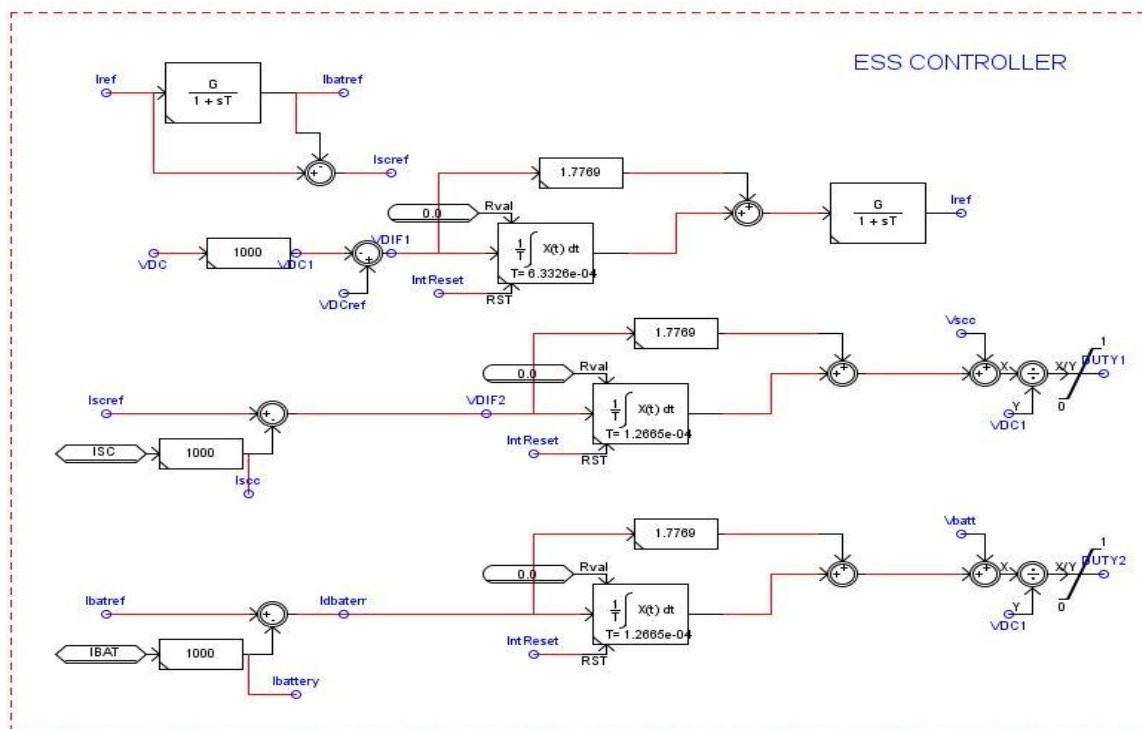 ESS CONTROLLER
Iref
G
1 + sT
Ibatref
Iscref
1.7769
0.0
Rval
VDC
1000
VDC1
VDIF1
VDCref
1/T ∫ X(t) dt
T= 6.3326e-04
IntReset
RST
G
1 + sT
Iref
1.7769
0.0
Rval
Iscref
ISC
1000
Iscc
VDIF2
1/T ∫ X(t) dt
T= 1.2665e-04
IntReset
RST
Vscc
X
Y
VDC1
X/Y
1
0
DUTY1
1.7769
0.0
Rval
Ibatref
IBAT
1000
Ibattery
Idbaterr
1/T ∫ X(t) dt
T= 1.2665e-04
IntReset
RST
Vbatt
X
Y
VDC1
X/Y
1
0
DUTY2